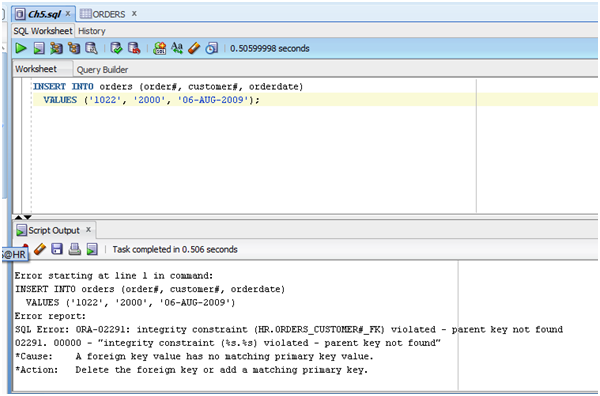 Ch5.sql x ORDERS x
SQL Worksheet History
0.50599998 seconds
Worksheet Query Builder
INSERT INTO orders (order#, customer#, orderdate)
VALUES ('1022', '2000', '06-AUG-2009');
Script Output x
Task completed in 0.506 seconds
S@HR
Error starting at line 1 in command:
INSERT INTO orders (order#, customer#, orderdate)
VALUES ('1022', '2000', '06-AUG-2009')
Error report:
SQL Error: ORA-02291: integrity constraint (HR.ORDERS_CUSTOMER#_FK) violated - parent key not found
02291. 00000 - "integrity constraint (%s.%s) violated - parent key not found"
*Cause: A foreign key value has no matching primary key value.
*Action: Delete the foreign key or add a matching primary key.